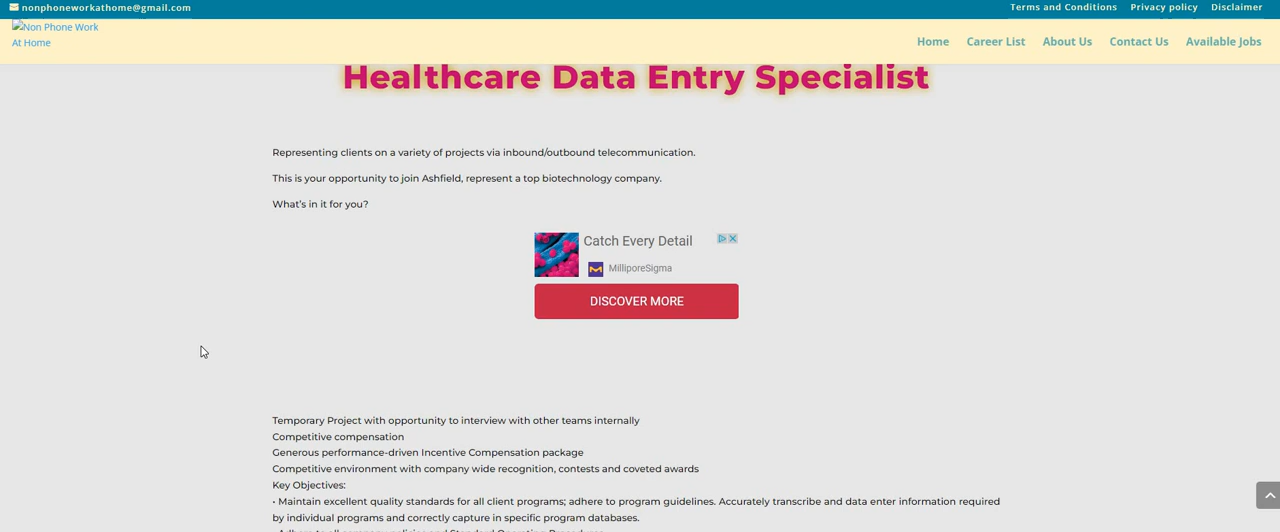 nonphoneworkathome@gmail.com
Terms and Conditions Privacy policy Disclaimer
Non Phone Work
At Home
Home Career List About Us Contact Us Available Jobs
Healthcare Data Entry Specialist
Representing clients on a variety of projects via inbound/outbound telecommunication.
This is your opportunity to join Ashfield, represent a top biotechnology company.
What's in it for you?
Catch Every Detail
MilliporeSigma
DISCOVER MORE
Temporary Project with opportunity to interview with other teams internally
Competitive compensation
Generous performance-driven Incentive Compensation package
Competitive environment with company wide recognition, contests and coveted awards
Key Objectives:
• Maintain excellent quality standards for all client programs; adhere to program guidelines. Accurately transcribe and data enter information required
by individual programs and correctly capture in specific program databases.